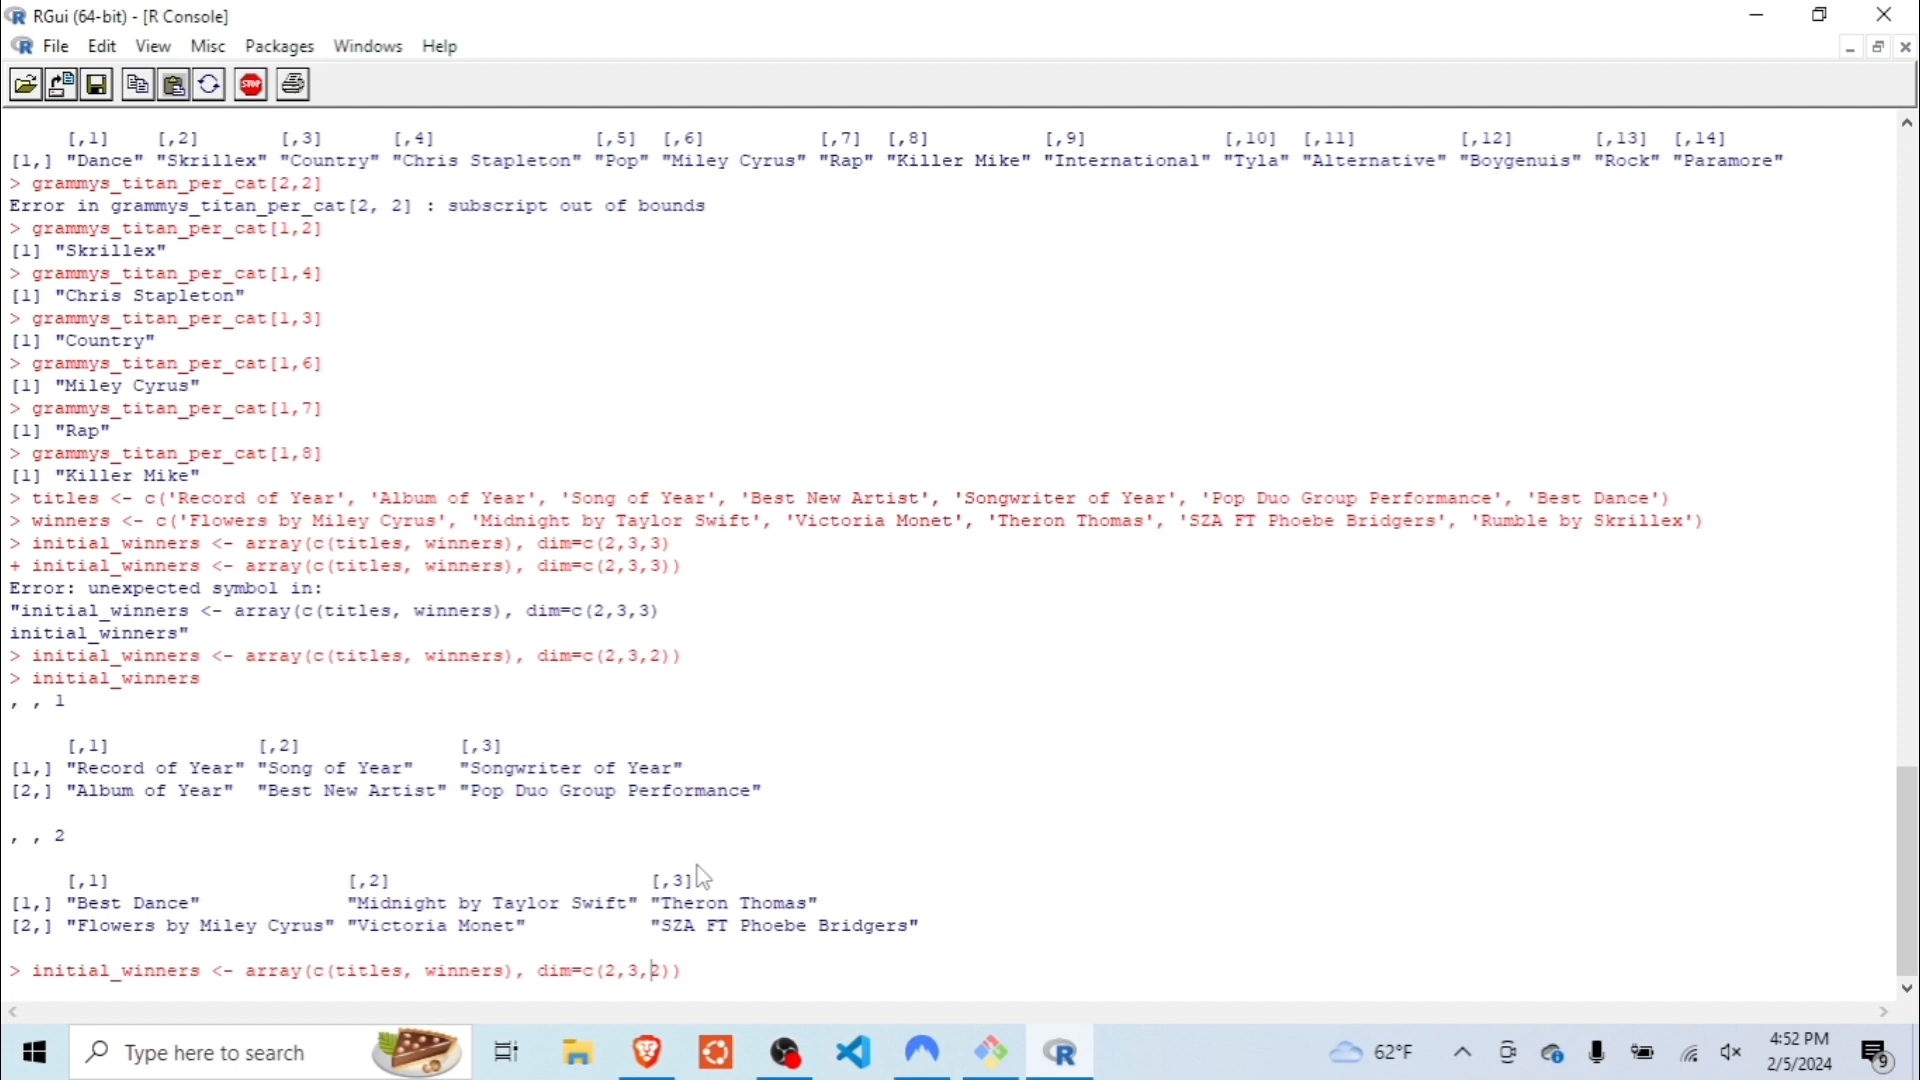 RGui (64-bit) - [R Console]
File Edit View Misc Packages Windows Help
STOP
[,1] [,2] [,3] [,4] [,5] [,6] [,7] [,8] [,9] [,10] [,11] [,12] [,13] [,14]
[1,] "Dance" "Skrillex" "Country" "Chris Stapleton" "Pop" "Miley Cyrus" "Rap" "Killer Mike" "International" "Tyla" "Alternative" "Boygenuis" "Rock" "Paramore"
> grammys_titan_per_cat[2,2]
Error in grammys_titan_per_cat[2, 2] : subscript out of bounds
> grammys_titan_per_cat[1,2]
[1] "Skrillex"
> grammys_titan_per_cat[1,4]
[1] "Chris Stapleton"
> grammys_titan_per_cat[1,3]
[1] "Country"
> grammys_titan_per_cat[1,6]
[1] "Miley Cyrus"
> grammys_titan_per_cat[1,7]
[1] "Rap"
> grammys_titan_per_cat[1,8]
[1] "Killer Mike"
> titles <- c('Record of Year', 'Album of Year', 'Song of Year', 'Best New Artist', 'Songwriter of Year', 'Pop Duo Group Performance', 'Best Dance')
> winners <- c('Flowers by Miley Cyrus', 'Midnight by Taylor Swift', 'Victoria Monet', 'Theron Thomas', 'SZA FT Phoebe Bridgers', 'Rumble by Skrillex')
> initial_winners <- array(c(titles, winners), dim=c(2,3,3)
+ initial_winners <- array(c(titles, winners), dim=c(2,3,3))
Error: unexpected symbol in:
"initial_winners <- array(c(titles, winners), dim=c(2,3,3)
initial_winners"
> initial_winners <- array(c(titles, winners), dim=c(2,3,2))
> initial_winners
, , 1
[,1] [,2] [,3]
[1,] "Record of Year" "Song of Year" "Songwriter of Year"
[2,] "Album of Year" "Best New Artist" "Pop Duo Group Performance"
, , 2
[,1] [,2] [,3]
[1,] "Best Dance" "Midnight by Taylor Swift" "Theron Thomas"
[2,] "Flowers by Miley Cyrus" "Victoria Monet" "SZA FT Phoebe Bridgers"
> initial_winners <- array(c(titles, winners), dim=c(2,3,2))
Type here to search
62°F
4:52 PM
2/5/2024
9